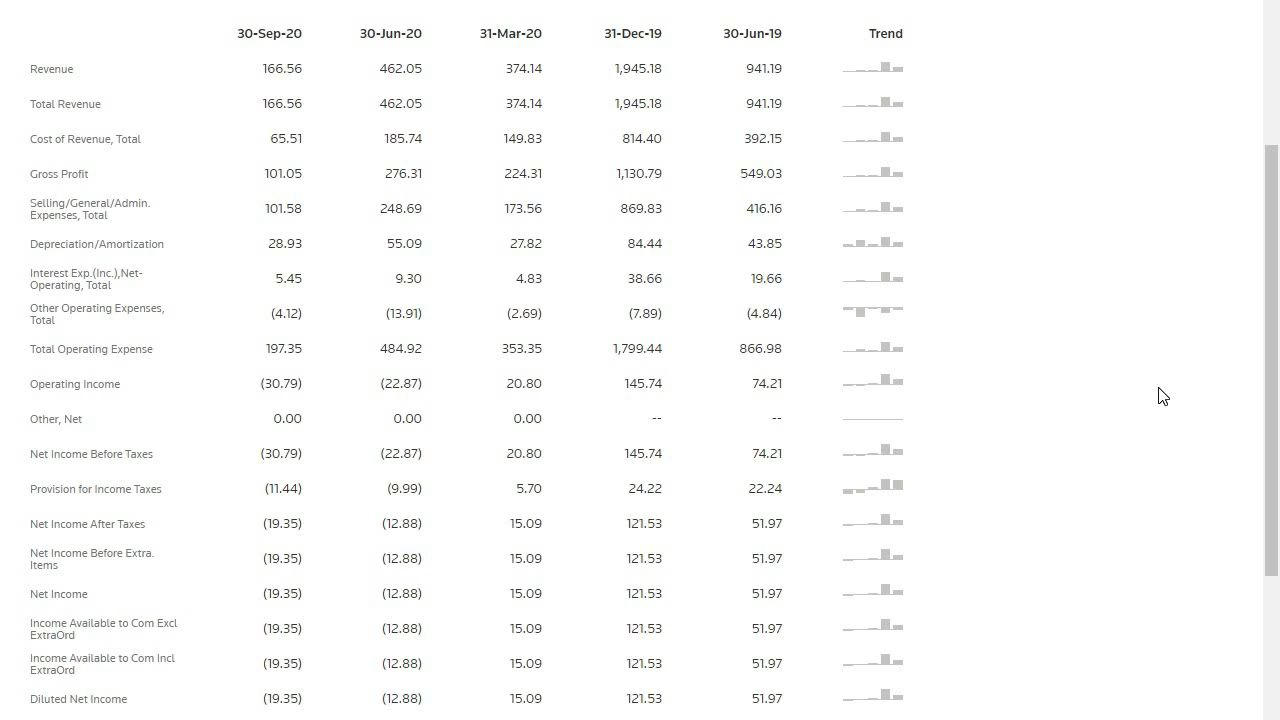 30-Sep-20 30-Jun-20 31-Mar-20 31-Dec-19 30-Jun-19 Trend
Revenue 166.56 462.05 374.14 1,945.18 941.19
Total Revenue 166.56 462.05 374.14 1,945.18 941.19
Cost of Revenue, Total 65.51 185.74 149.83 814.40 392.15
Gross Profit 101.05 276.31 224.31 1,130.79 549.03
Selling/General/Admin.
Expenses, Total 101.58 248.69 173.56 869.83 416.16
Depreciation/Amortization 28.93 55.09 27.82 84.44 43.85
Interest Exp.(Inc.),Net-
Operating, Total 5.45 9.30 4.83 38.66 19.66
Other Operating Expenses,
Total (4.12) (13.91) (2.69) (7.89) (4.84)
Total Operating Expense 197.35 484.92 353.35 1,799.44 866.98
Operating Income (30.79) (22.87) 20.80 145.74 74.21
Other, Net 0.00 0.00 0.00 -- --
Net Income Before Taxes (30.79) (22.87) 20.80 145.74 74.21
Provision for Income Taxes (11.44) (9.99) 5.70 24.22 22.24
Net Income After Taxes (19.35) (12.88) 15.09 121.53 51.97
Net Income Before Extra.
Items (19.35) (12.88) 15.09 121.53 51.97
Net Income (19.35) (12.88) 15.09 121.53 51.97
Income Available to Com Excl
ExtraOrd (19.35) (12.88) 15.09 121.53 51.97
Income Available to Com Incl
ExtraOrd (19.35) (12.88) 15.09 121.53 51.97
Diluted Net Income (19.35) (12.88) 15.09 121.53 51.97